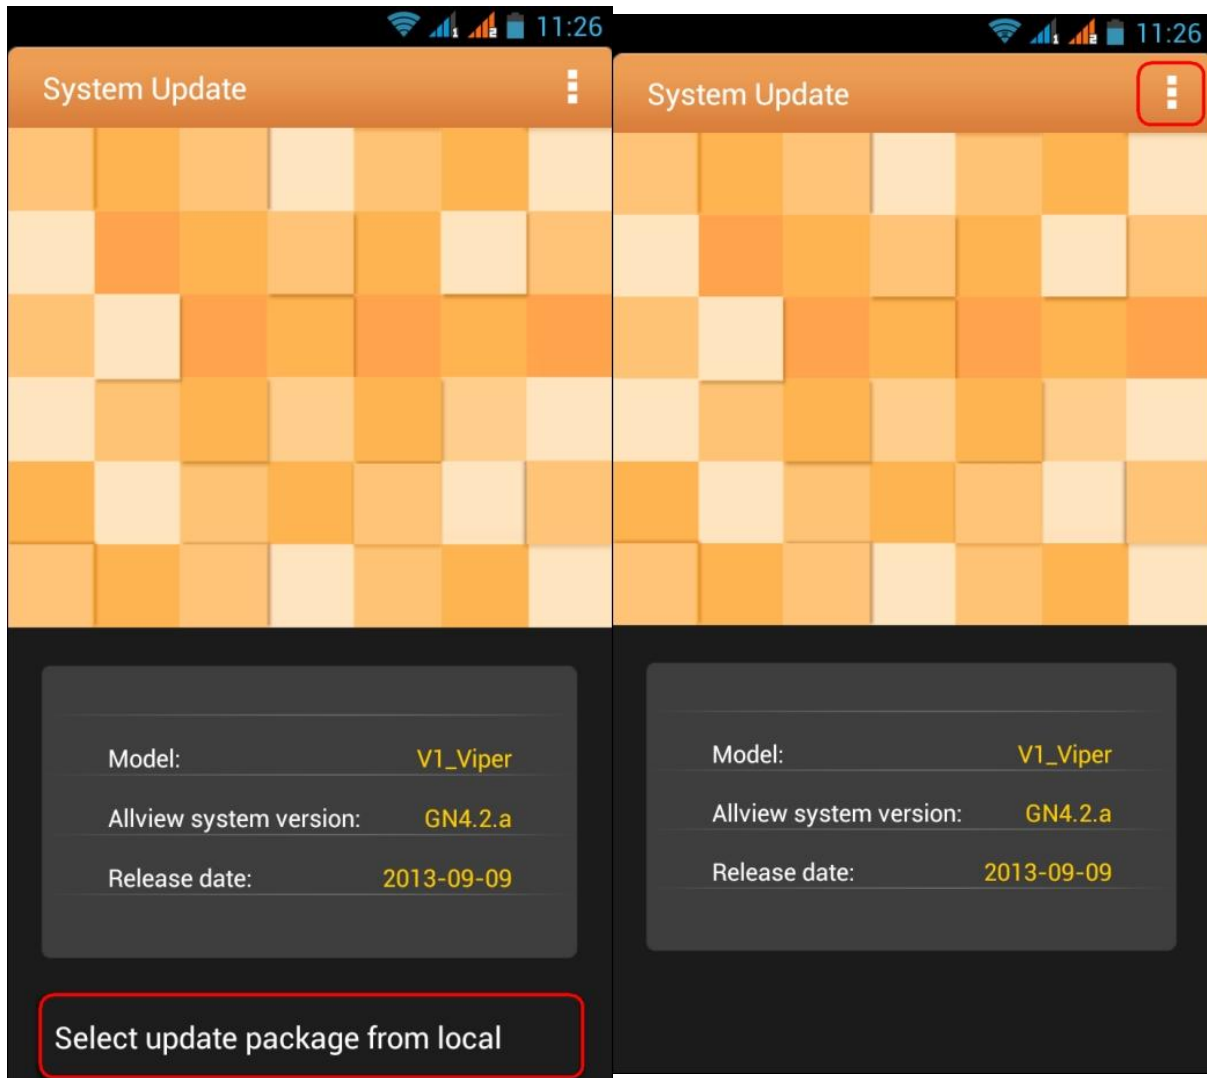 11:26
System Update
Model: V1_Viper
Allview system version: GN4.2.a
Release date: 2013-09-09
Select update package from local
11:26
System Update
Model: V1_Viper
Allview system version: GN4.2.a
Release date: 2013-09-09